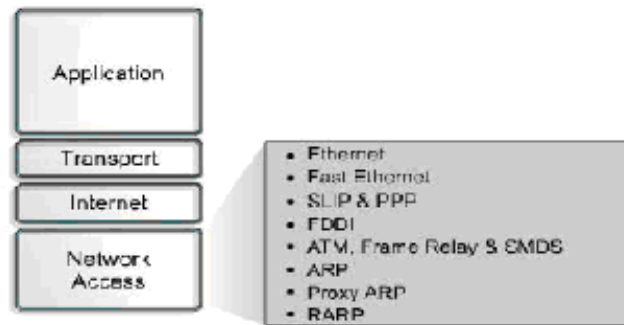 Application
Transport
Internet
Network
Access
• Ethernet
• Fast Ethernet
• SLIP & PPP
• FDDI
• ATM, Frame Relay & SMDS
• ARP
• Proxy ARP
• RARP